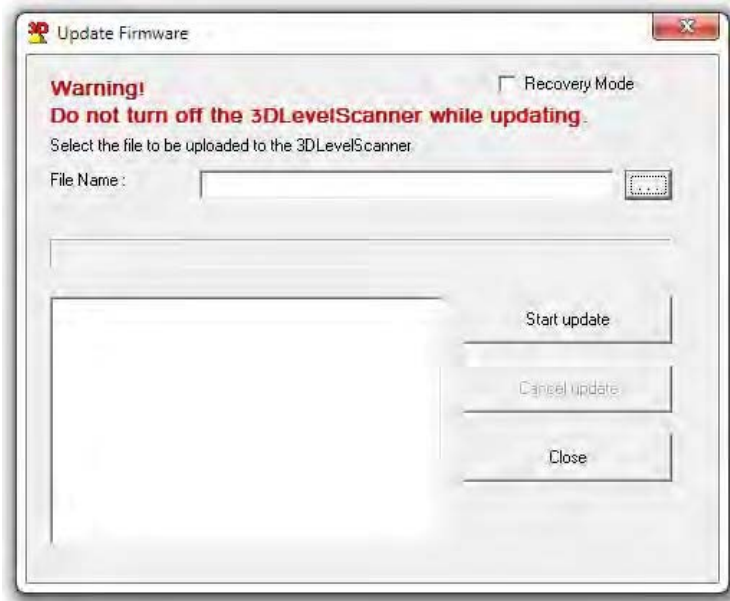 3D
Update Firmware
Warning!
Recovery Mode
Do not turn off the 3DLevelScanner while updating.
Select the file to be uploaded to the 3DLevelScanner
File Name :
...
Start update
Cancel update
Close